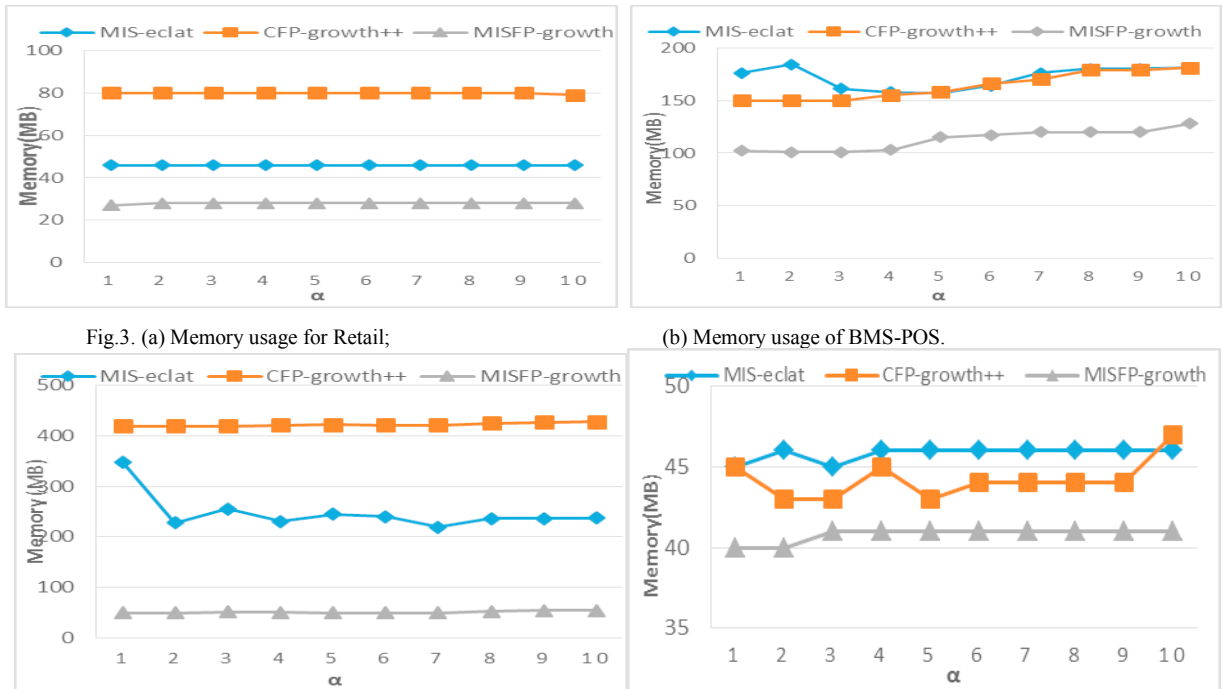 MIS-eclat CFP-growth++ MISFP-growth
100
80
60
40
20
0
Memory(MB)
1 2 3 4 5 6 7 8 9 10
α
MIS-eclat CFP-growth++ MISFP-growth
200
150
100
50
0
Memory(MB)
1 2 3 4 5 6 7 8 9 10
α
Fig.3. (a) Memory usage for Retail;
(b) Memory usage of BMS-POS.
MIS-eclat CFP-growth++ MISFP-growth
500
400
300
200
100
0
Memory (MB)
1 2 3 4 5 6 7 8 9 10
α
MIS-eclat CFP-growth++ MISFP-growth
50
45
40
35
Memory(MB)
1 2 3 4 5 6 7 8 9 10
α